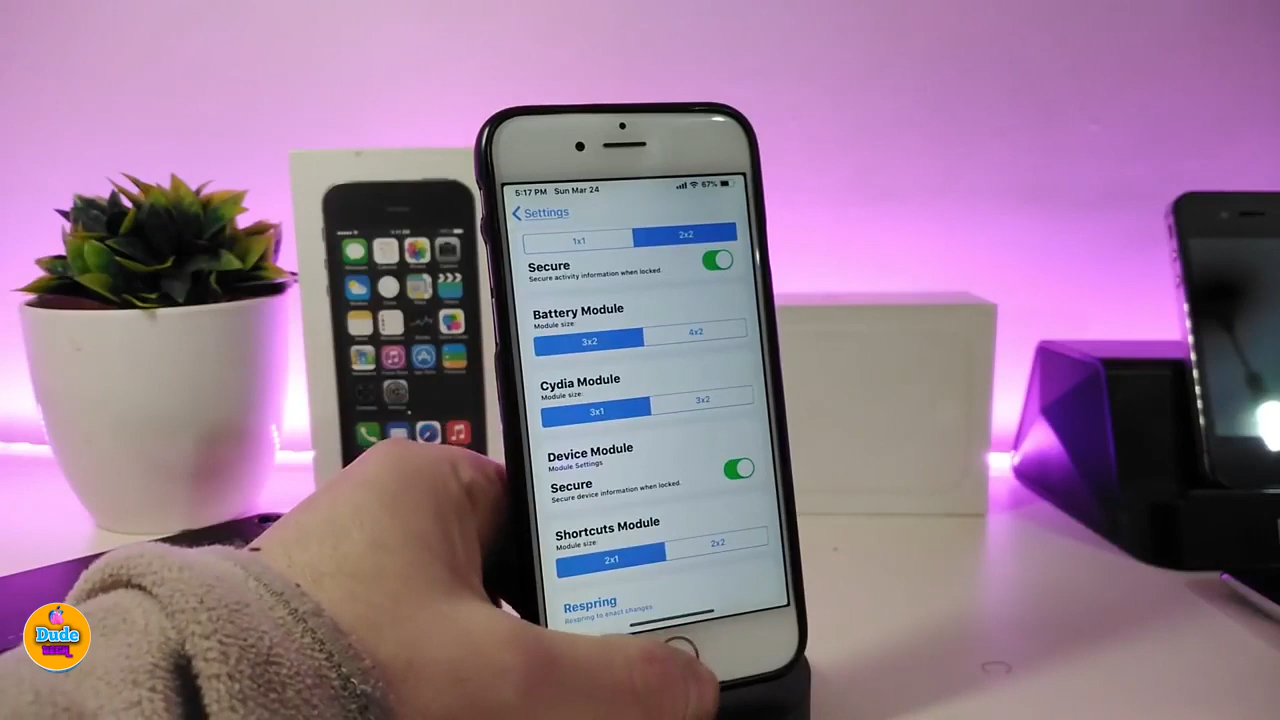 5:17 PM Sun Mar 24 67%
Settings
1x1 2x2
Secure
Secure activity information when locked.
Battery Module
Module size:
3x2 4x2
Cydia Module
Module size:
3x1 3x2
Device Module
Module Settings
Secure
Secure device information when locked.
Shortcuts Module
Module size:
2x1 2x2
Respring
Respring to enact changes
Dude
TECH